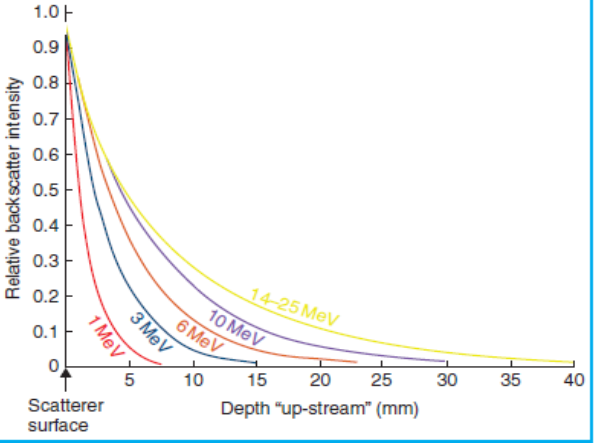 Relative backscatter intensity
1.0
0.9
0.8
0.7
0.6
0.5
0.4
0.3
0.2
0.1
0
1 MeV
3 MeV
6 MeV
10 MeV
14–25 MeV
5 10 15 20 25 30 35 40
Scatterer
surface
Depth “up-stream” (mm)